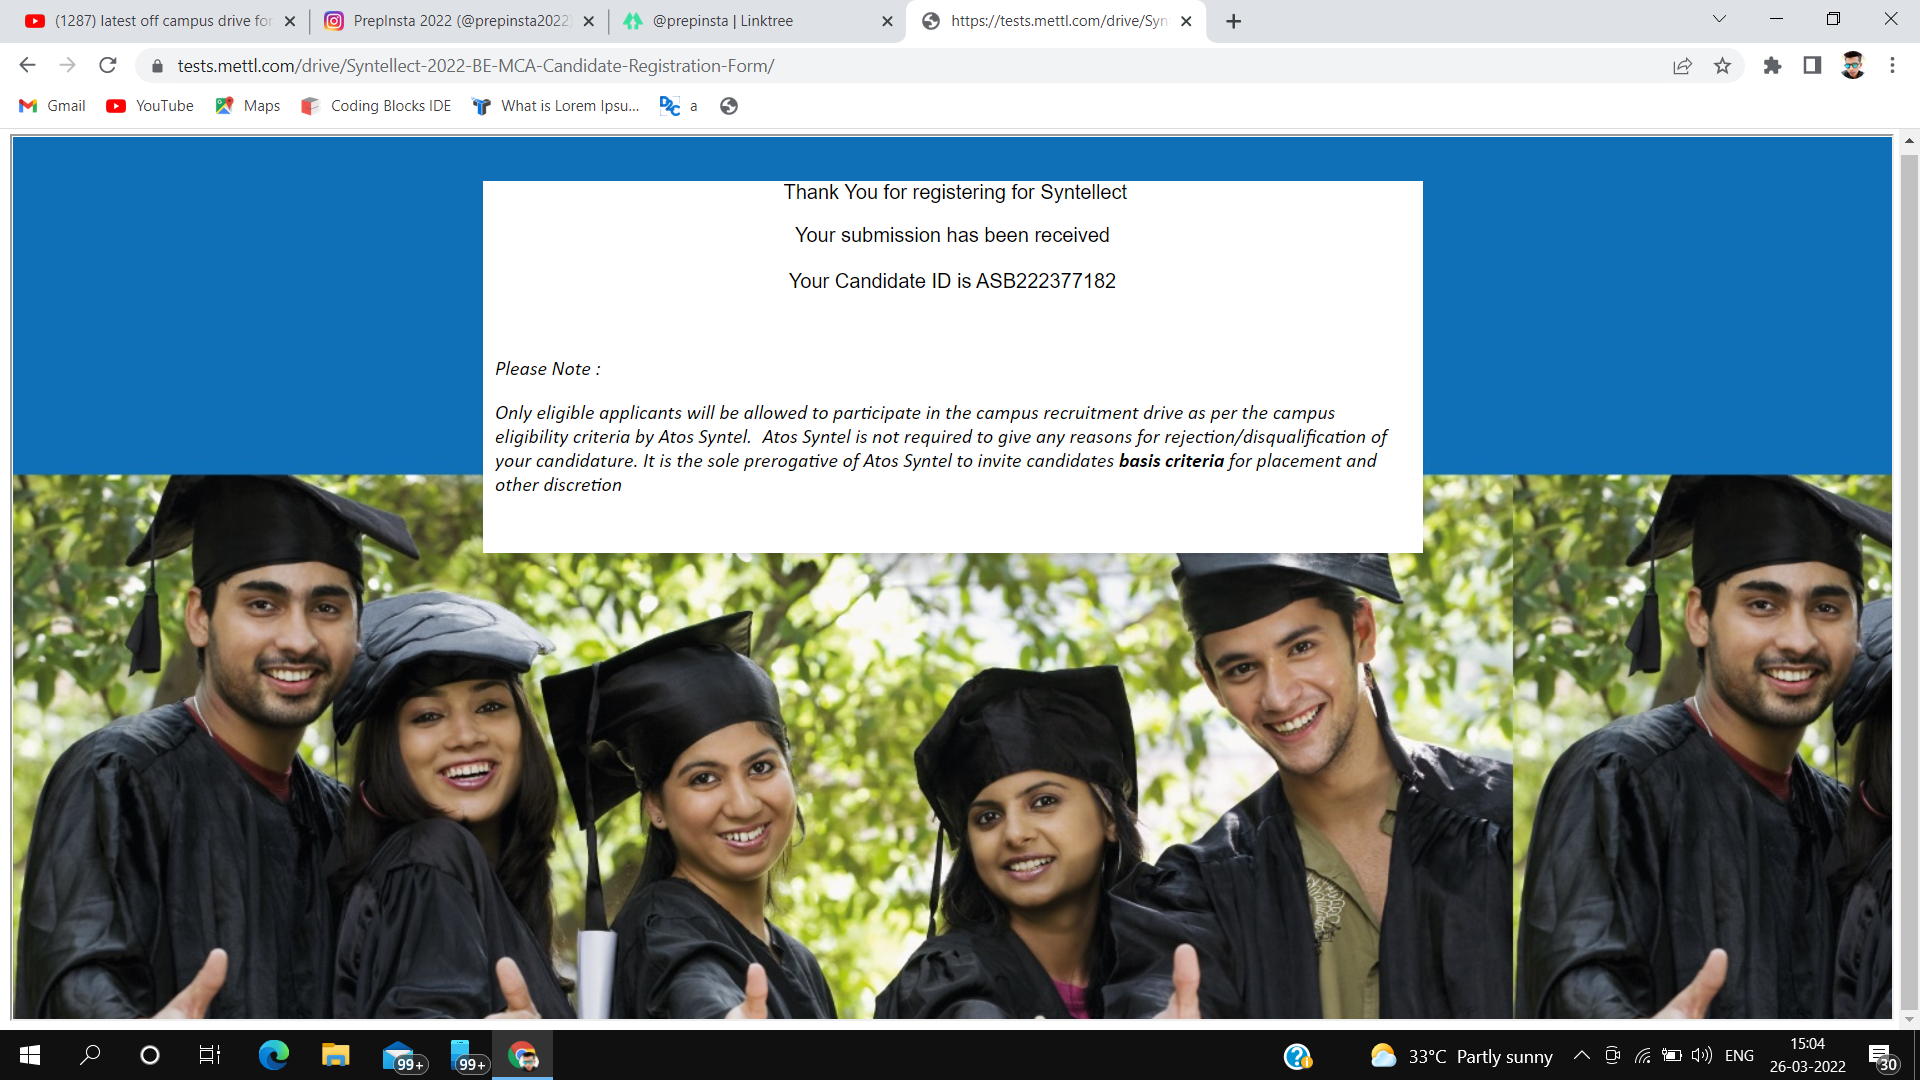 (1287) latest off campus drive for
PrepInsta 2022 (@prepinsta2022)
@prepinsta | Linktree
https://tests.mettl.com/drive/Syn
tests.mettl.com/drive/Syntellect-2022-BE-MCA-Candidate-Registration-Form/
Gmail
YouTube
Maps
Coding Blocks IDE
What is Lorem Ipsu...
a
Thank You for registering for Syntellect
Your submission has been received
Your Candidate ID is ASB222377182
Please Note :
Only eligible applicants will be allowed to participate in the campus recruitment drive as per the campus
eligibility criteria by Atos Syntel.  Atos Syntel is not required to give any reasons for rejection/disqualification of
your candidature. It is the sole prerogative of Atos Syntel to invite candidates basis criteria for placement and
other discretion
99+
99+
33°C Partly sunny
ENG
15:04
26-03-2022
30